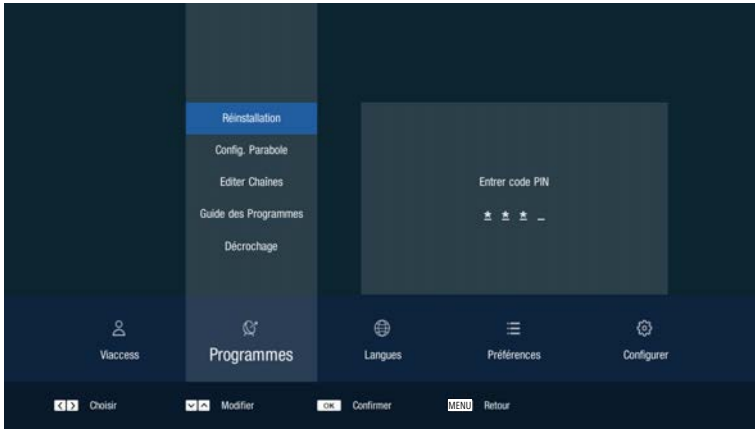 Réinstallation
Config. Parabole
Editer Chaînes
Guide des Programmes
Décrochage
Entrer code PIN
* * * _
Viaccess
Programmes
Langues
Préférences
Configurer
Choisir
Modifier
OK Confirmer
MENU Retour